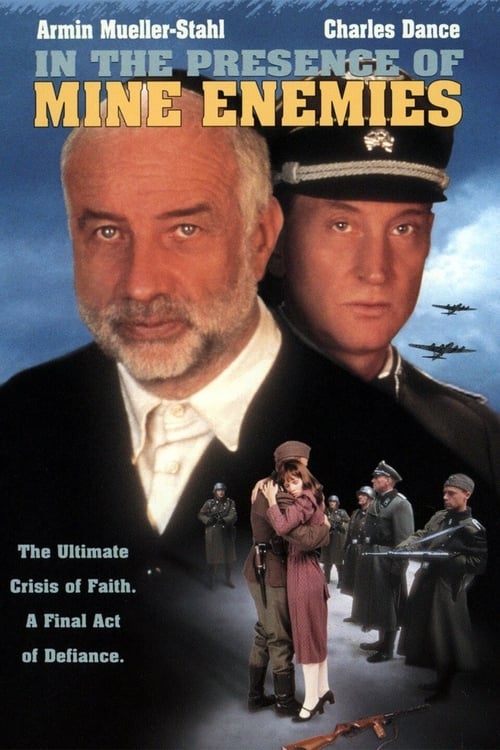 Armin Mueller-Stahl Charles Dance
IN THE PRESENCE OF
MINE ENEMIES
The Ultimate
Crisis of Faith.
A Final Act
of Defiance.